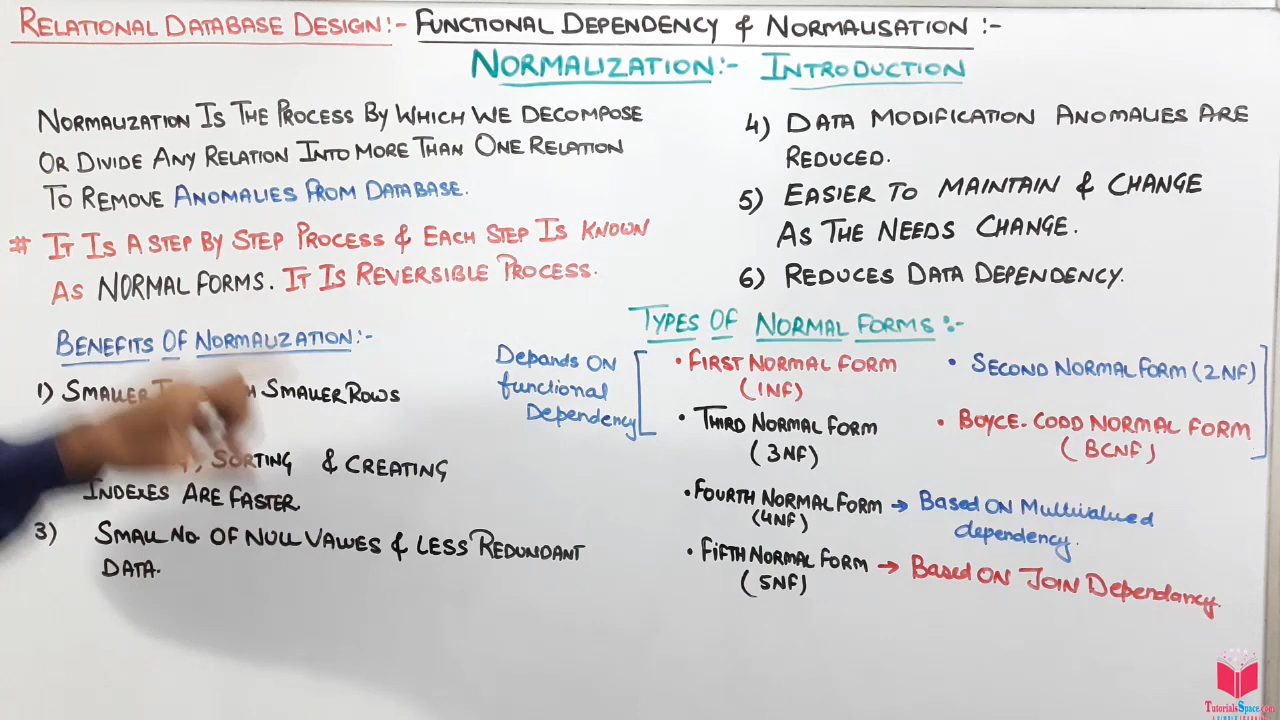 RELATIONAL DATABASE DESIGN:- FUNCTIONAL DEPENDENCY & NORMALISATION :-
NORMALIZATION:- INTRODUCTION
NORMALIZATION IS THE PROCESS BY WHICH WE DECOMPOSE
OR DIVIDE ANY RELATION INTO MORE THAN ONE RELATION
TO REMOVE ANOMALIES FROM DATABASE.
# IT IS A STEP BY STEP PROCESS & EACH STEP IS KNOWN
AS NORMAL FORMS. IT IS REVERSIBLE PROCESS.
BENEFITS OF NORMALIZATION:-
1) SMALLER SMALLER ROWS
, SORTING & CREATING
INDEXES ARE FASTER
3) SMALL NO. OF NULL VALUES & LESS REDUNDANT
DATA.
4) DATA MODIFICATION ANOMALIES ARE
REDUCED.
5) EASIER TO MAINTAIN & CHANGE
AS THE NEEDS CHANGE.
6) REDUCES DATA DEPENDENCY.
TYPES OF NORMAL FORMS:-
Depands ON
functional
Dependency
• FIRST NORMAL FORM
(1NF)
• SECOND NORMAL FORM (2NF)
• THIRD NORMAL FORM
(3NF)
• BOYCE. CODD NORMAL FORM
(BCNF)
• FOURTH NORMAL FORM → Based ON Multivalued
(4NF) dependency.
• FIFTH NORMAL FORM → Based ON JOIN Dependancy.
(5NF)
TutorialsSpace.com